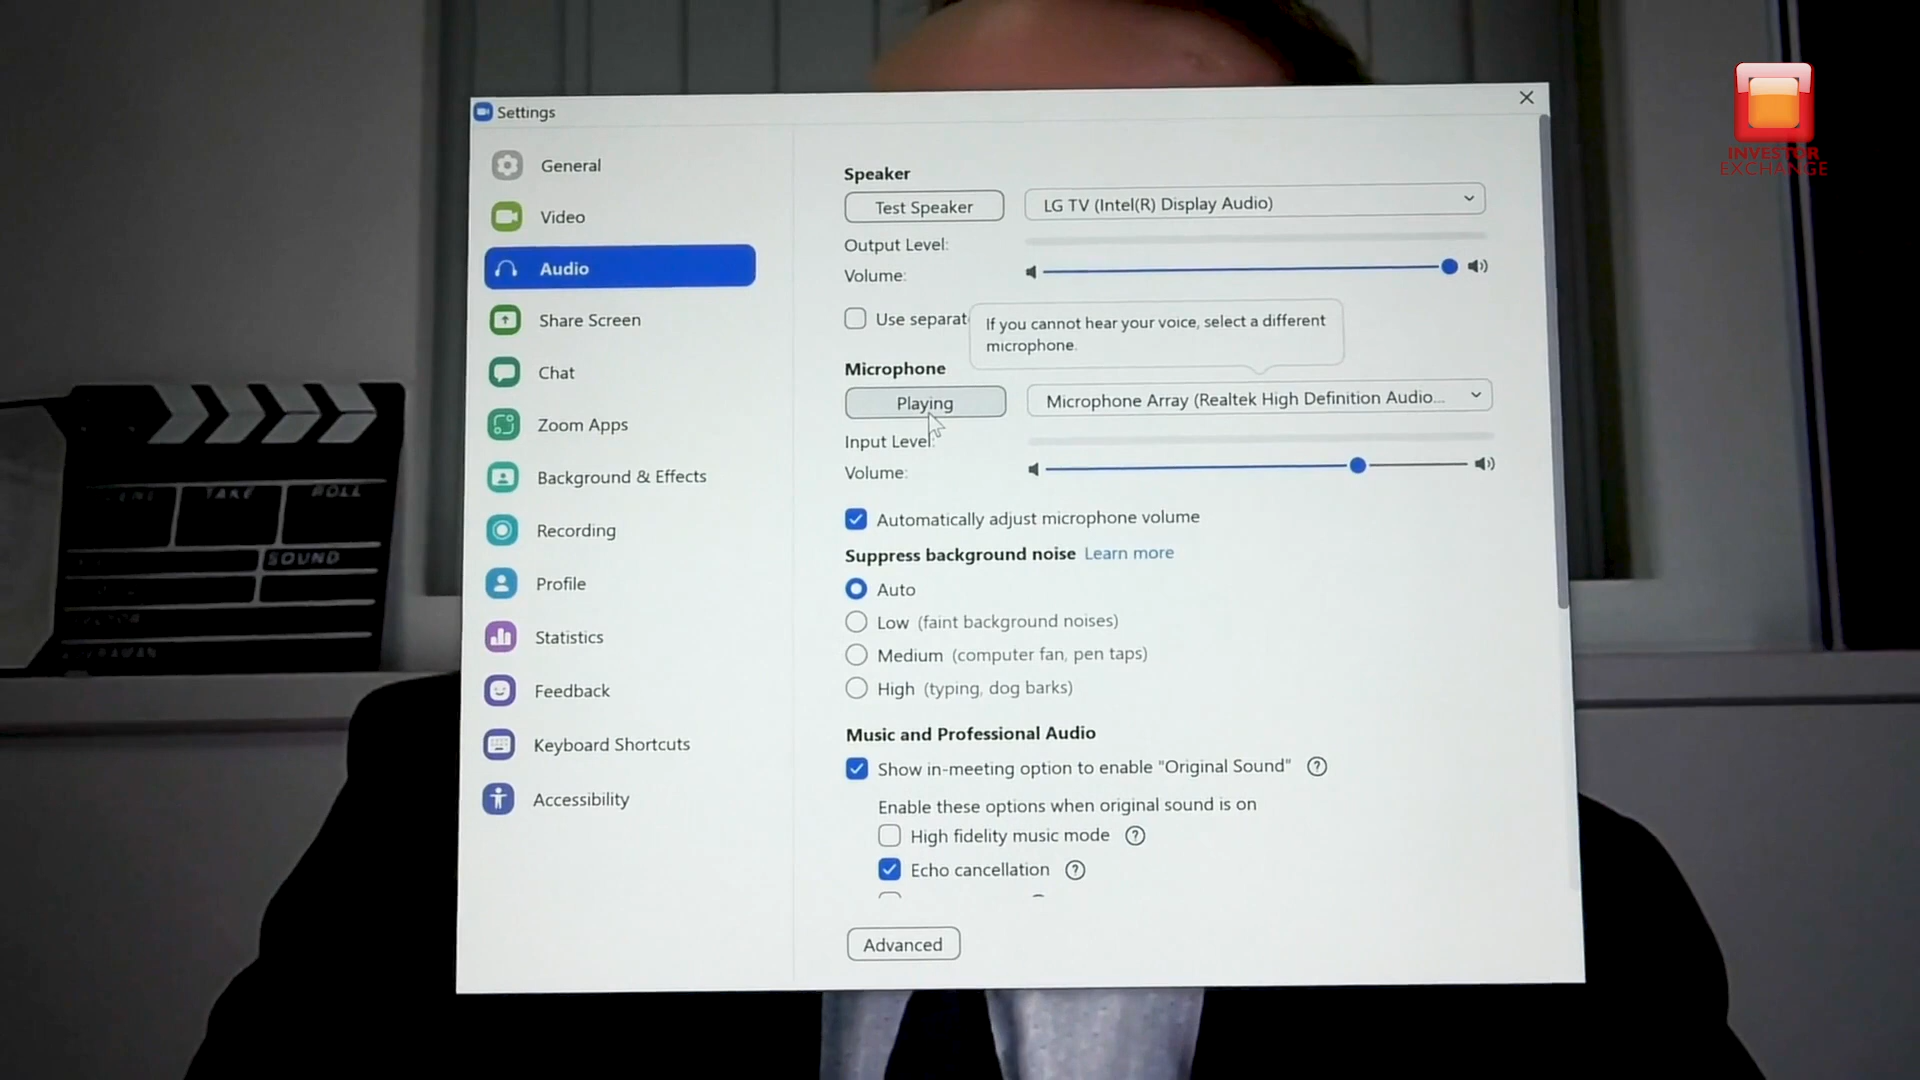 Settings
INVESTOR
EXCHANGE
General
Video
Audio
Share Screen
Chat
Zoom Apps
Background & Effects
Recording
Profile
Statistics
Feedback
Keyboard Shortcuts
Accessibility
Speaker
Test Speaker
LG TV (Intel(R) Display Audio)
Output Level:
Volume:
Use separat
If you cannot hear your voice, select a different
microphone.
Microphone
Playing
Microphone Array (Realtek High Definition Audio...
Input Level:
Volume:
Automatically adjust microphone volume
Suppress background noise Learn more
Auto
Low (faint background noises)
Medium (computer fan, pen taps)
High (typing, dog barks)
Music and Professional Audio
Show in-meeting option to enable "Original Sound"
Enable these options when original sound is on
High fidelity music mode
Echo cancellation
Advanced
TAKE
ROLL
SOUND